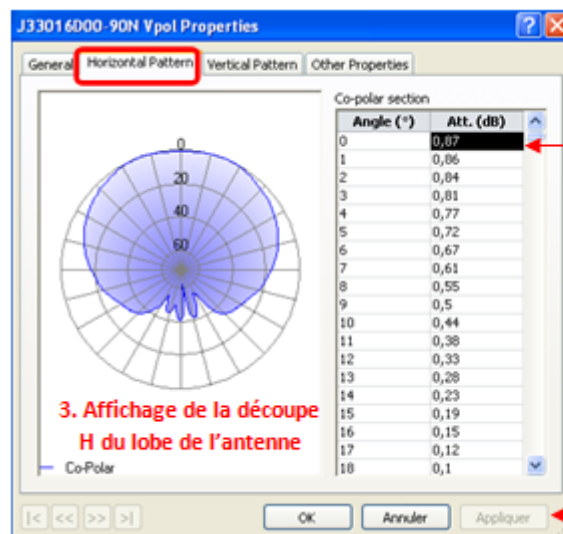 J33016D00-90N Vpol Properties
General Horizontal Pattern Vertical Pattern Other Properties
Co-polar section
Angle (°) Att. (dB)
0 0,87
1 0,86
2 0,84
3 0,81
4 0,77
5 0,72
6 0,67
7 0,61
8 0,55
9 0,5
10 0,44
11 0,38
12 0,33
13 0,28
14 0,23
15 0,19
16 0,15
17 0,12
18 0,1
0
20
40
60
3. Affichage de la découpe
H du lobe de l'antenne
Co-Polar
|< << >> >| OK Annuler Appliquer